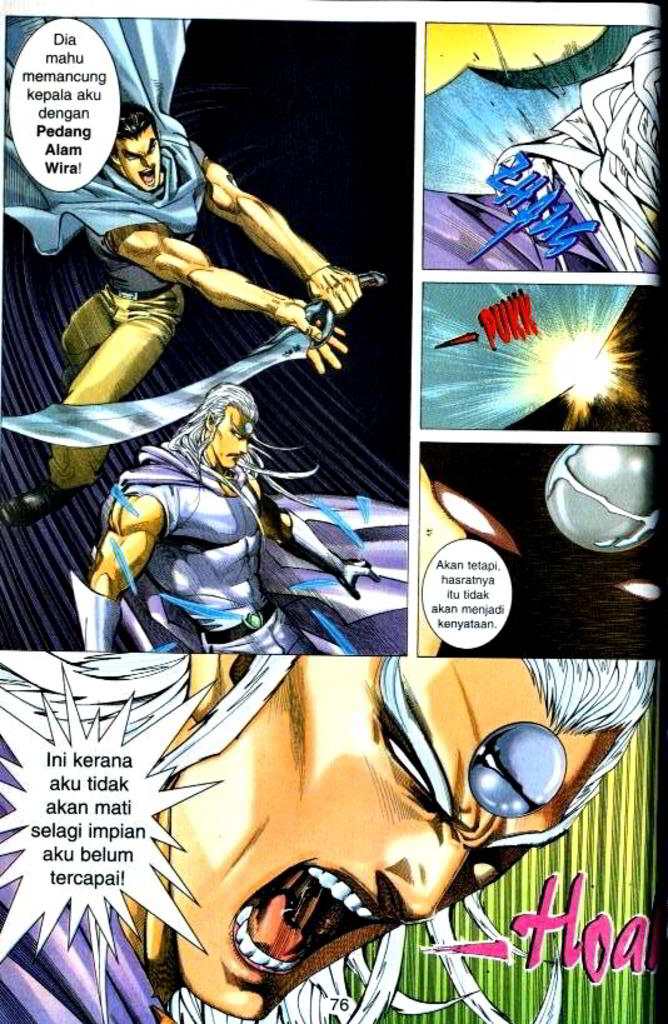 Dia
mahu
memancung
kepala aku
dengan
Pedang
Alam
Wira!
ZHANG
PUKK
Akan tetapi,
hasratnya
itu tidak
akan menjadi
kenyataan.
Ini kerana
aku tidak
akan mati
selagi impian
aku belum
tercapai!
76